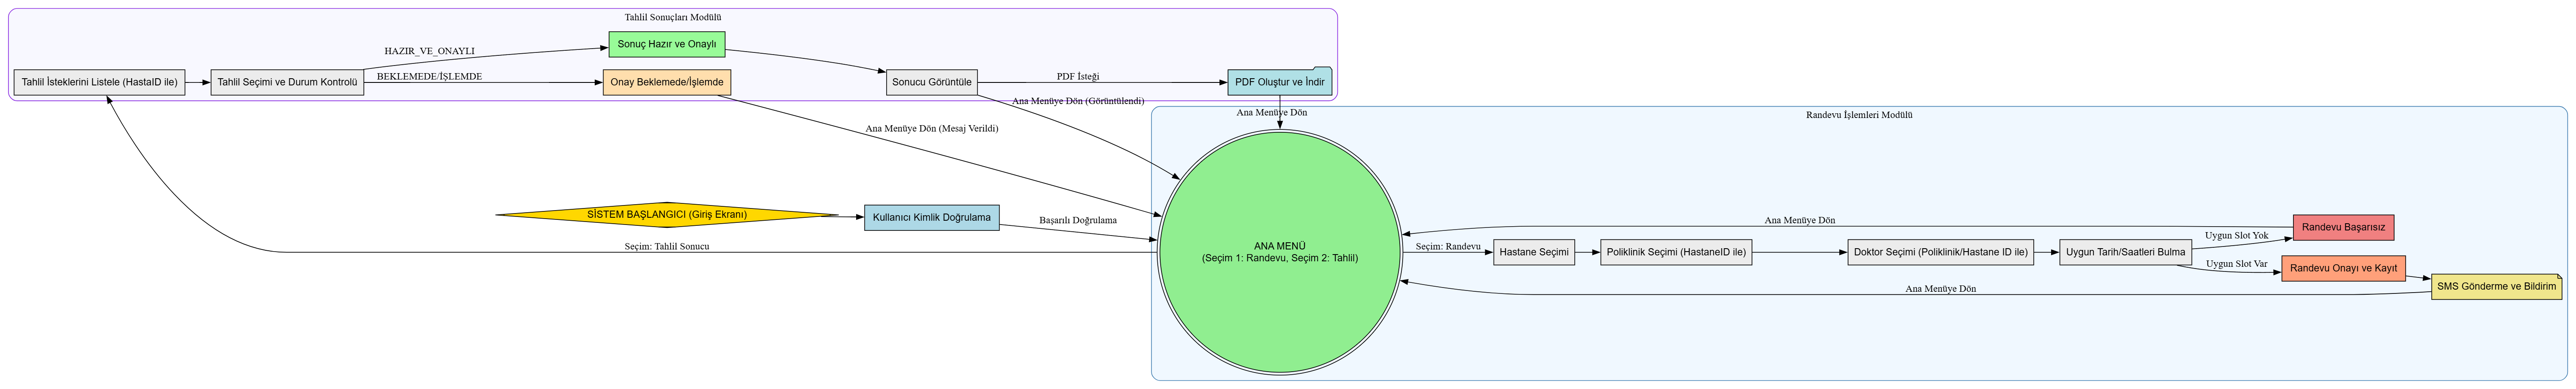 Tahlil Sonuçları Modülü
Sonuç Hazır ve Onaylı
HAZIR_VE_ONAYLI
Tahlil İsteklerini Listele (HastaID ile)
Tahlil Seçimi ve Durum Kontrolü
BEKLEMEDE/İŞLEMDE
Onay Beklemede/İşlemde
Sonucu Görüntüle
PDF İsteği
PDF Oluştur ve İndir
Ana Menüye Dön (Görüntülendi)
Ana Menüye Dön
Ana Menüye Dön (Mesaj Verildi)
Randevu İşlemleri Modülü
SİSTEM BAŞLANGICI (Giriş Ekranı)
Kullanıcı Kimlik Doğrulama
Başarılı Doğrulama
Seçim: Tahlil Sonucu
ANA MENÜ
(Seçim 1: Randevu, Seçim 2: Tahlil)
Seçim: Randevu
Hastane Seçimi
Poliklinik Seçimi (HastaneID ile)
Doktor Seçimi (Poliklinik/Hastane ID ile)
Uygun Tarih/Saatleri Bulma
Ana Menüye Dön
Uygun Slot Yok
Randevu Başarısız
Uygun Slot Var
Randevu Onayı ve Kayıt
SMS Gönderme ve Bildirim
Ana Menüye Dön